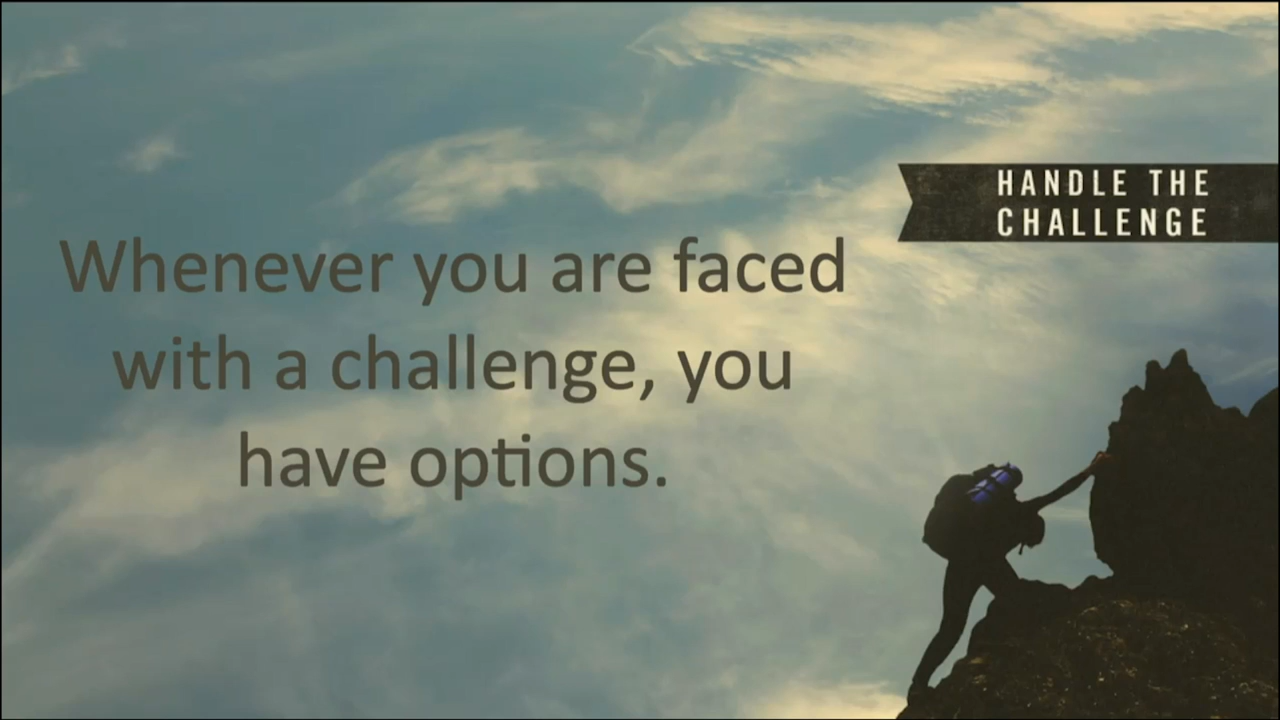 Whenever you are faced
with a challenge, you
have options.
HANDLE THE
CHALLENGE